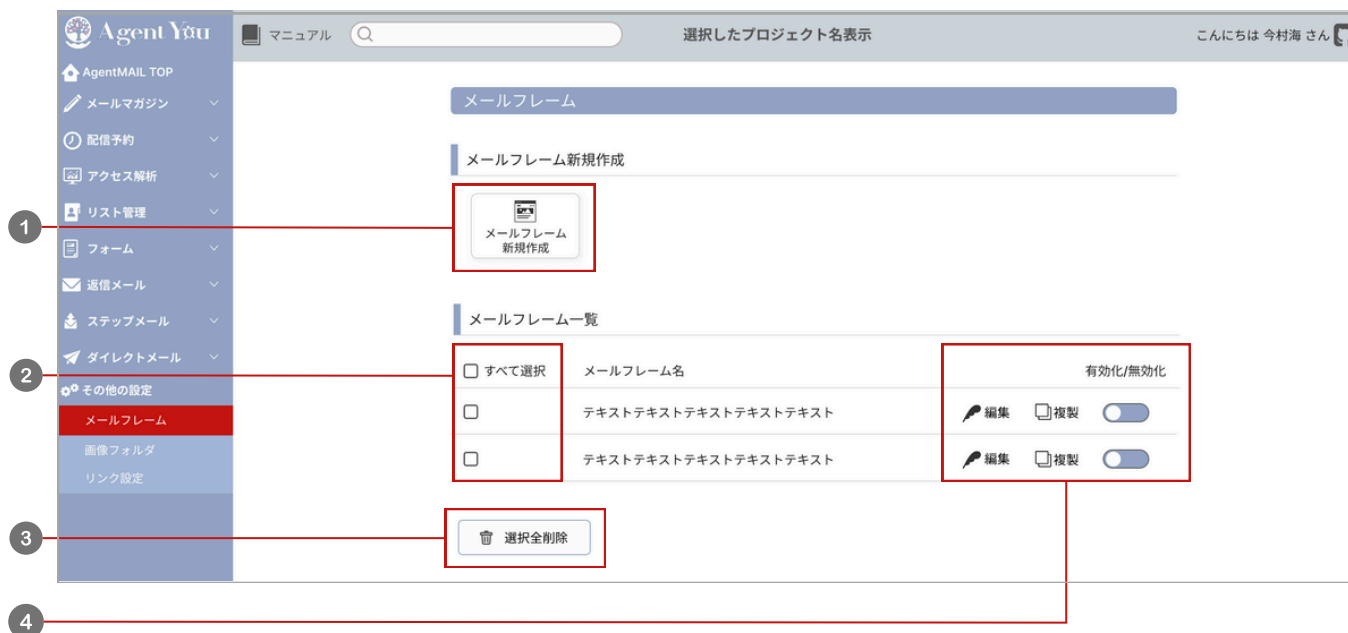 Agent You
マニュアル
選択したプロジェクト名表示
こんにちは 今村海 さん
AgentMAIL TOP
メールマガジン
配信予約
アクセス解析
リスト管理
フォーム
返信メール
ステップメール
ダイレクトメール
その他の設定
メールフレーム
画像フォルダ
リンク設定
メールフレーム
メールフレーム新規作成
1
メールフレーム
新規作成
メールフレーム一覧
2
すべて選択 メールフレーム名 有効化/無効化
テキストテキストテキストテキストテキスト 編集 複製
テキストテキストテキストテキストテキスト 編集 複製
3
選択全削除
4